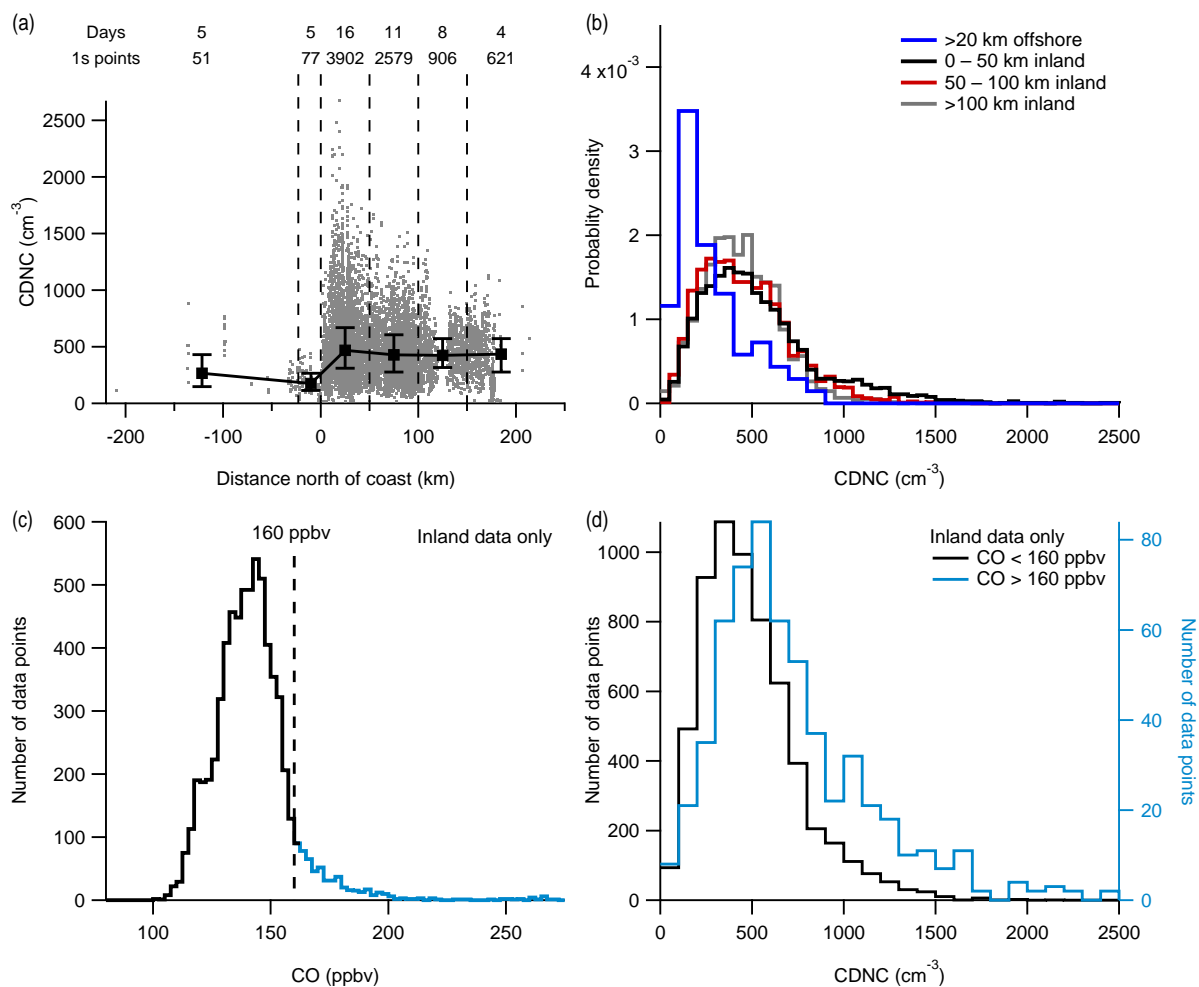 (a)
Days 5 5 16 11 8 4
1s points 51 77 3902 2579 906 621
CDNC (cm-3)
2500
2000
1500
1000
500
0
-200 -100 0 100 200
Distance north of coast (km)
(b)
>20 km offshore
0 – 50 km inland
50 – 100 km inland
>100 km inland
Probablity density
4 x10-3
3
2
1
0
0 500 1000 1500 2000 2500
CDNC (cm-3)
(c)
160 ppbv
Inland data only
Number of data points
600
500
400
300
200
100
0
100 150 200 250
CO (ppbv)
(d)
Inland data only
CO < 160 ppbv
CO > 160 ppbv
Number of data points
1000
800
600
400
200
0
80
60
40
20
0
Number of data points
0 500 1000 1500 2000 2500
CDNC (cm-3)